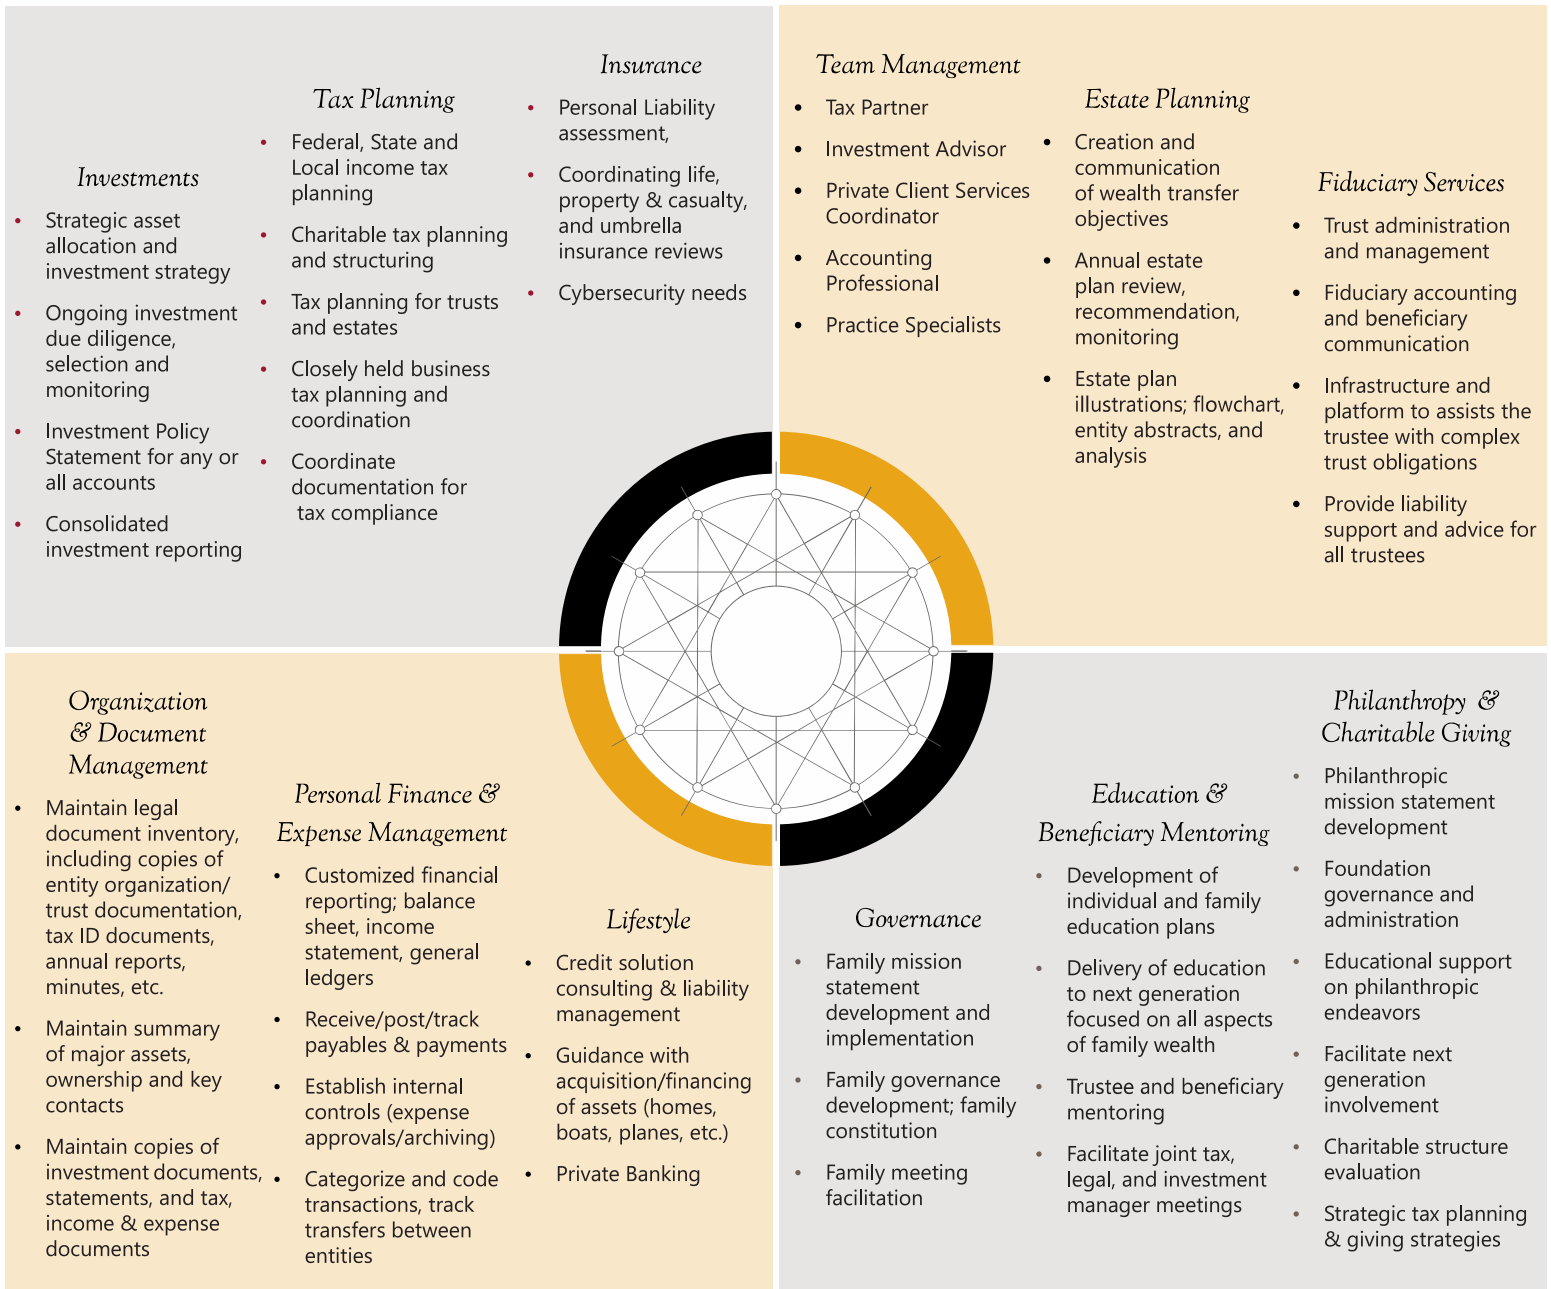 Investments
• Strategic asset
allocation and
investment strategy
• Ongoing investment
due diligence,
selection and
monitoring
• Investment Policy
Statement for any or
all accounts
• Consolidated
investment reporting
Tax Planning
• Federal, State and
Local income tax
planning
• Charitable tax planning
and structuring
• Tax planning for trusts
and estates
• Closely held business
tax planning and
coordination
• Coordinate
documentation for
tax compliance
Insurance
• Personal Liability
assessment,
• Coordinating life,
property & casualty,
and umbrella
insurance reviews
• Cybersecurity needs
Team Management
• Tax Partner
• Investment Advisor
• Private Client Services
Coordinator
• Accounting
Professional
• Practice Specialists
Estate Planning
• Creation and
communication
of wealth transfer
objectives
• Annual estate
plan review,
recommendation,
monitoring
• Estate plan
illustrations; flowchart,
entity abstracts, and
analysis
Fiduciary Services
• Trust administration
and management
• Fiduciary accounting
and beneficiary
communication
• Infrastructure and
platform to assists the
trustee with complex
trust obligations
• Provide liability
support and advice for
all trustees
Organization
& Document
Management
• Maintain legal
document inventory,
including copies of
entity organization/
trust documentation,
tax ID documents,
annual reports,
minutes, etc.
• Maintain summary
of major assets,
ownership and key
contacts
• Maintain copies of
investment documents,
statements, and tax,
income & expense
documents
Personal Finance &
Expense Management
• Customized financial
reporting; balance
sheet, income
statement, general
ledgers
• Receive/post/track
payables & payments
• Establish internal
controls (expense
approvals/archiving)
• Categorize and code
transactions, track
transfers between
entities
Lifestyle
• Credit solution
consulting & liability
management
• Guidance with
acquisition/financing
of assets (homes,
boats, planes, etc.)
• Private Banking
Governance
• Family mission
statement
development and
implementation
• Family governance
development; family
constitution
• Family meeting
facilitation
Education &
Beneficiary Mentoring
• Development of
individual and family
education plans
• Delivery of education
to next generation
focused on all aspects
of family wealth
• Trustee and beneficiary
mentoring
• Facilitate joint tax,
legal, and investment
manager meetings
Philanthropy &
Charitable Giving
• Philanthropic
mission statement
development
• Foundation
governance and
administration
• Educational support
on philanthropic
endeavors
• Facilitate next
generation
involvement
• Charitable structure
evaluation
• Strategic tax planning
& giving strategies